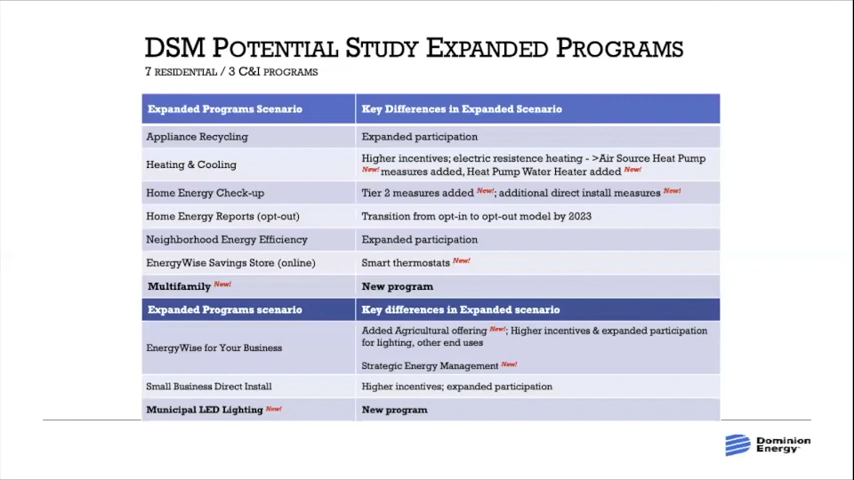 DSM POTENTIAL STUDY EXPANDED PROGRAMS
7 RESIDENTIAL / 3 C&I PROGRAMS
Expanded Programs Scenario Key Differences in Expanded Scenario
Appliance Recycling Expanded participation
Heating & Cooling Higher incentives; electric resistence heating - >Air Source Heat Pump
New! measures added, Heat Pump Water Heater added New!
Home Energy Check-up Tier 2 measures added New!; additional direct install measures New!
Home Energy Reports (opt-out) Transition from opt-in to opt-out model by 2023
Neighborhood Energy Efficiency Expanded participation
EnergyWise Savings Store (online) Smart thermostats New!
Multifamily New! New program
Expanded Programs scenario Key differences in Expanded scenario
EnergyWise for Your Business Added Agricultural offering New!; Higher incentives & expanded participation
for lighting, other end uses
Strategic Energy Management New!
Small Business Direct Install Higher incentives; expanded participation
Municipal LED Lighting New! New program
Dominion
Energy